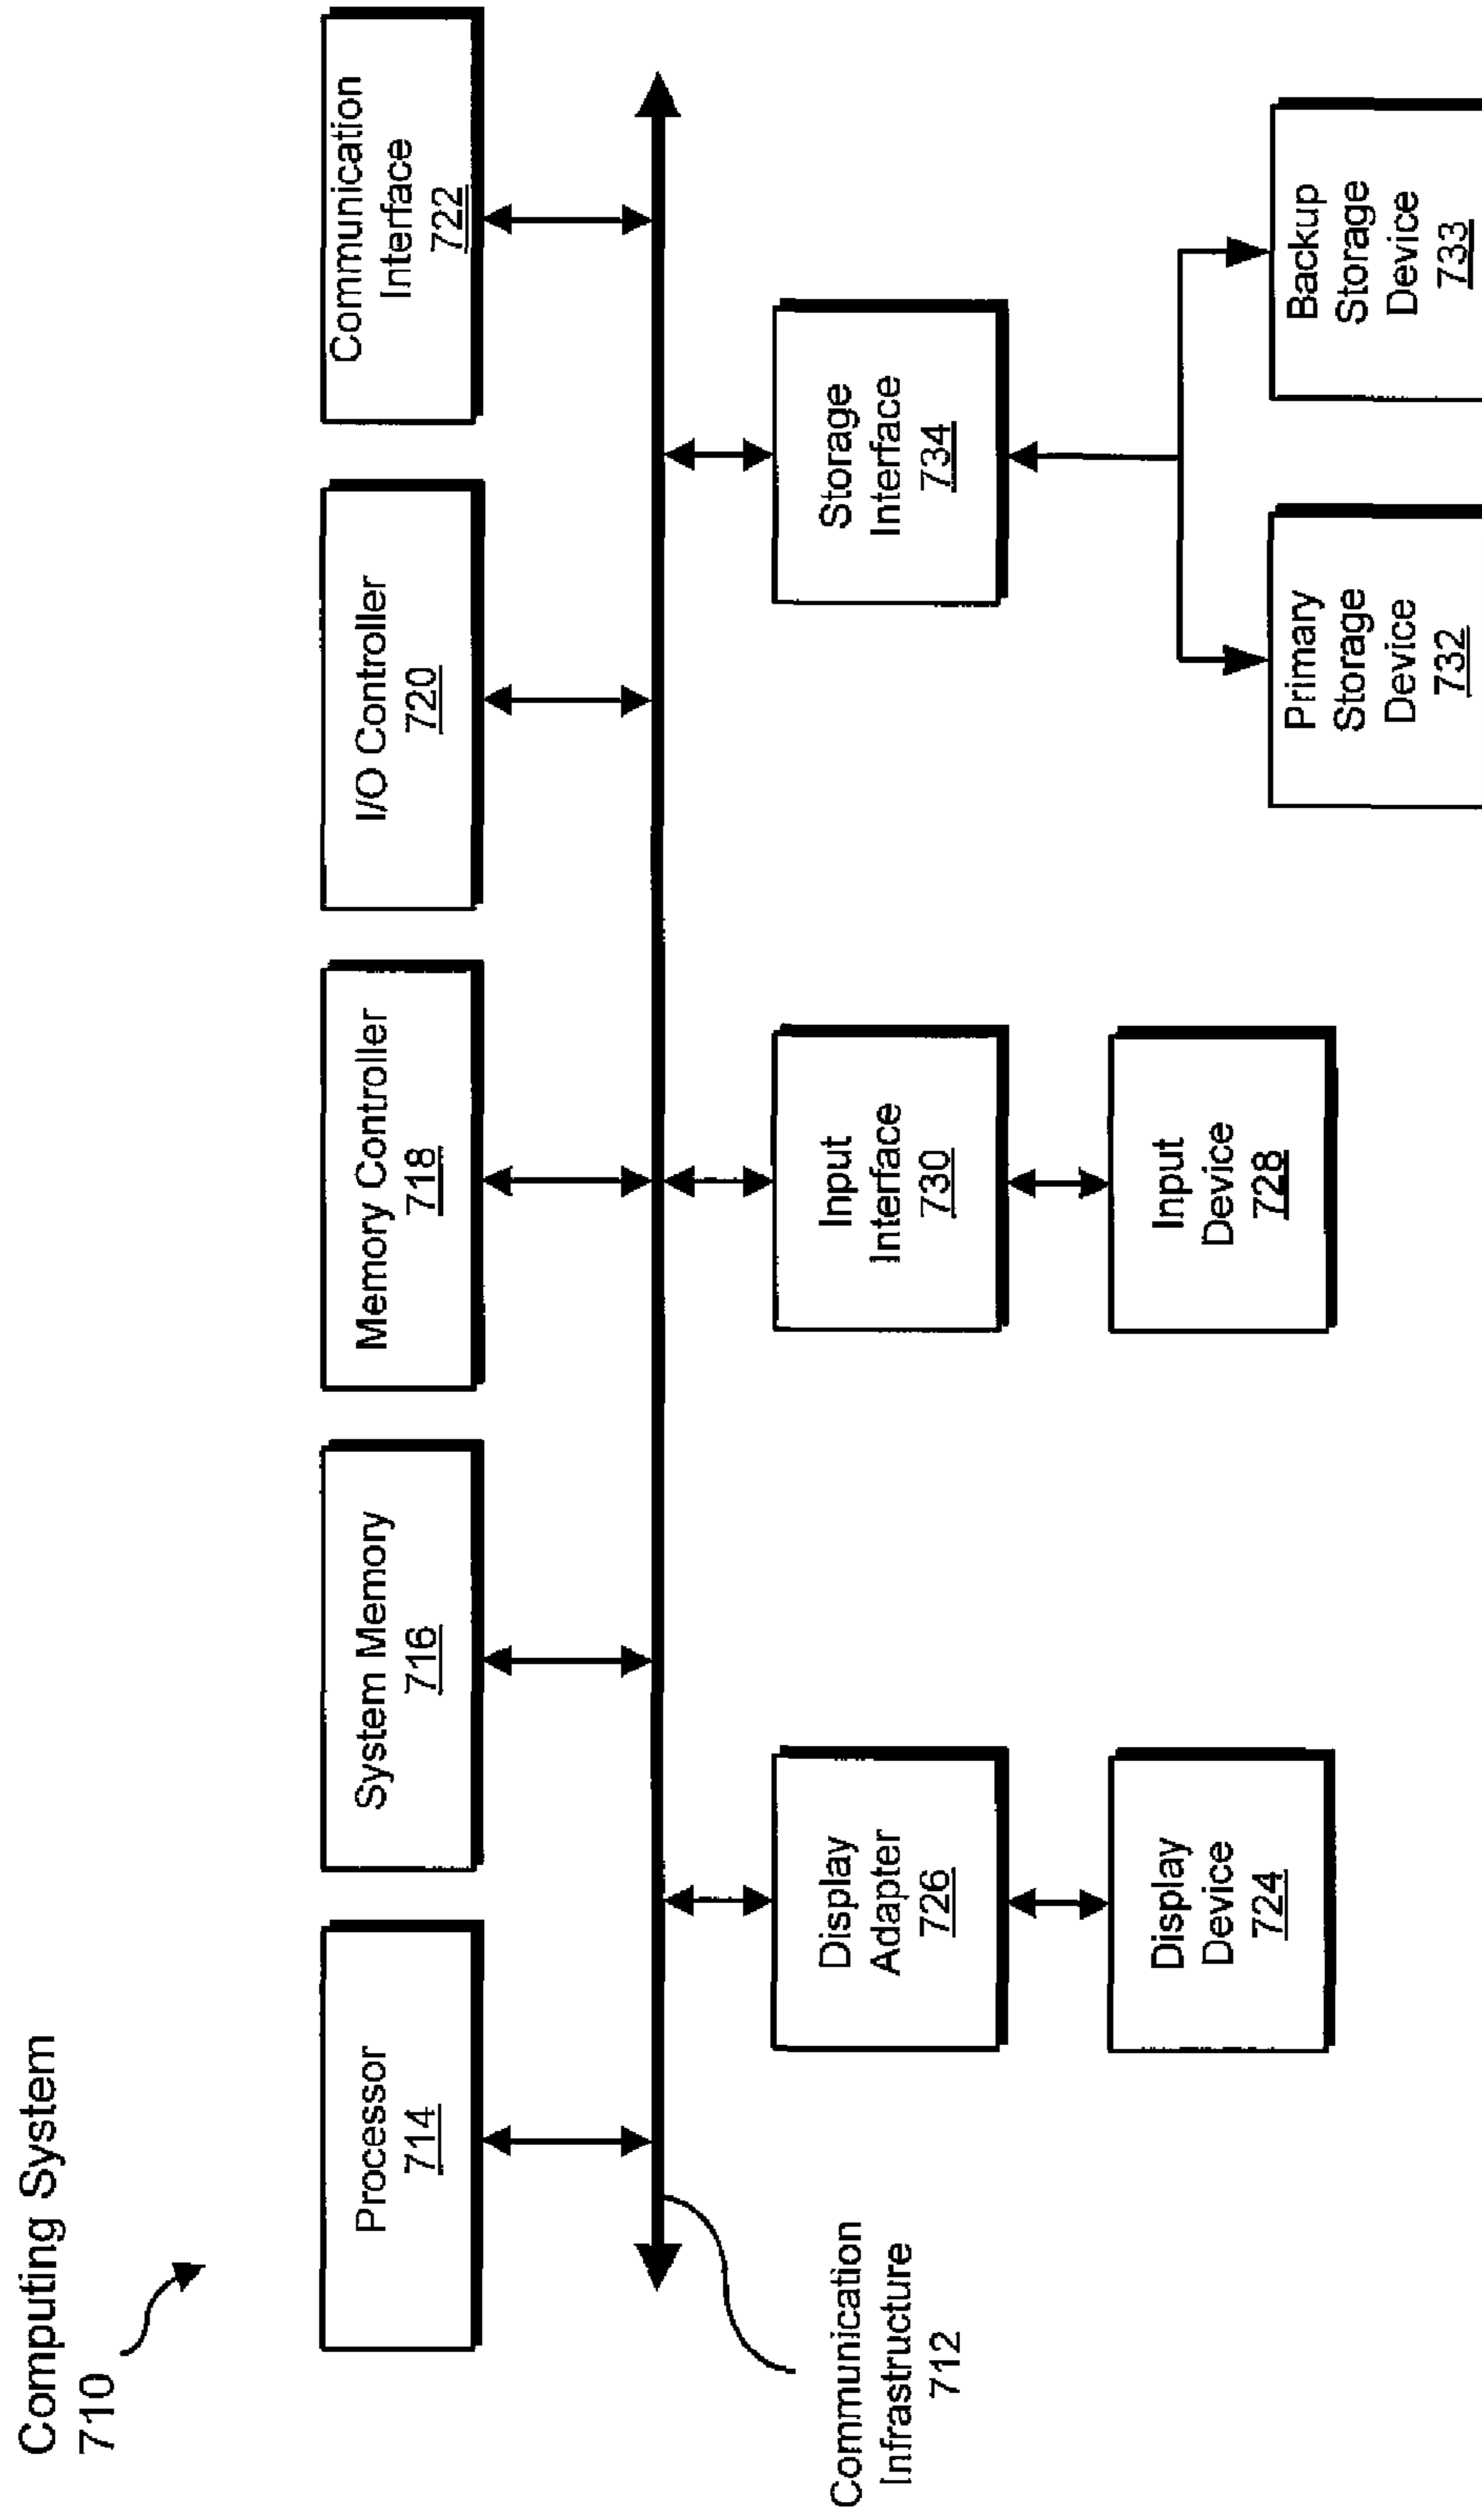 Computing System
710
Processor
714
System Memory
716
Memory Controller
718
I/O Controller
720
Communication
Interface
722
Communication
Infrastructure
712
Display
Adapter
726
Input
Interface
730
Storage
Interface
734
Display
Device
724
Input
Device
728
Primary
Storage
Device
732
Backup
Storage
Device
733